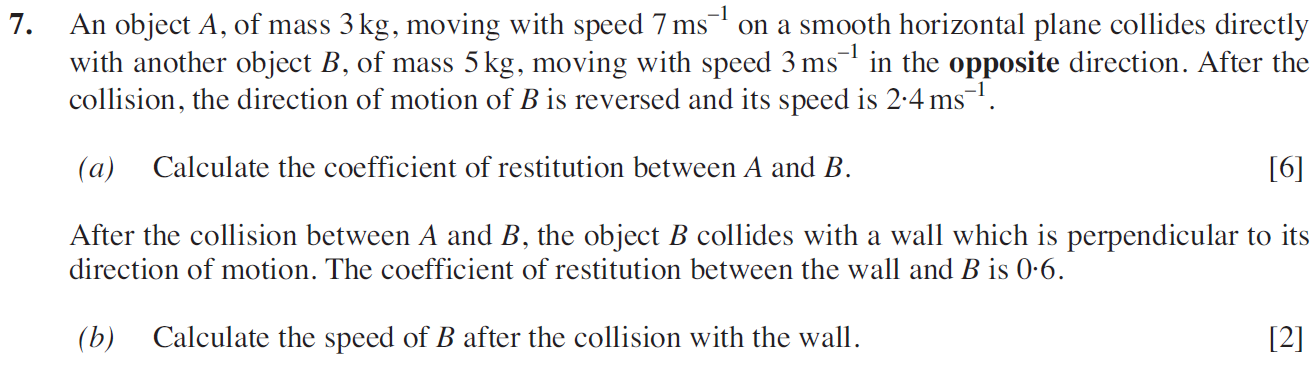 7. An object A, of mass 3 kg, moving with speed 7 ms⁻¹ on a smooth horizontal plane collides directly
with another object B, of mass 5 kg, moving with speed 3 ms⁻¹ in the opposite direction. After the
collision, the direction of motion of B is reversed and its speed is 2·4 ms⁻¹.
(a) Calculate the coefficient of restitution between A and B. [6]
After the collision between A and B, the object B collides with a wall which is perpendicular to its
direction of motion. The coefficient of restitution between the wall and B is 0·6.
(b) Calculate the speed of B after the collision with the wall. [2]